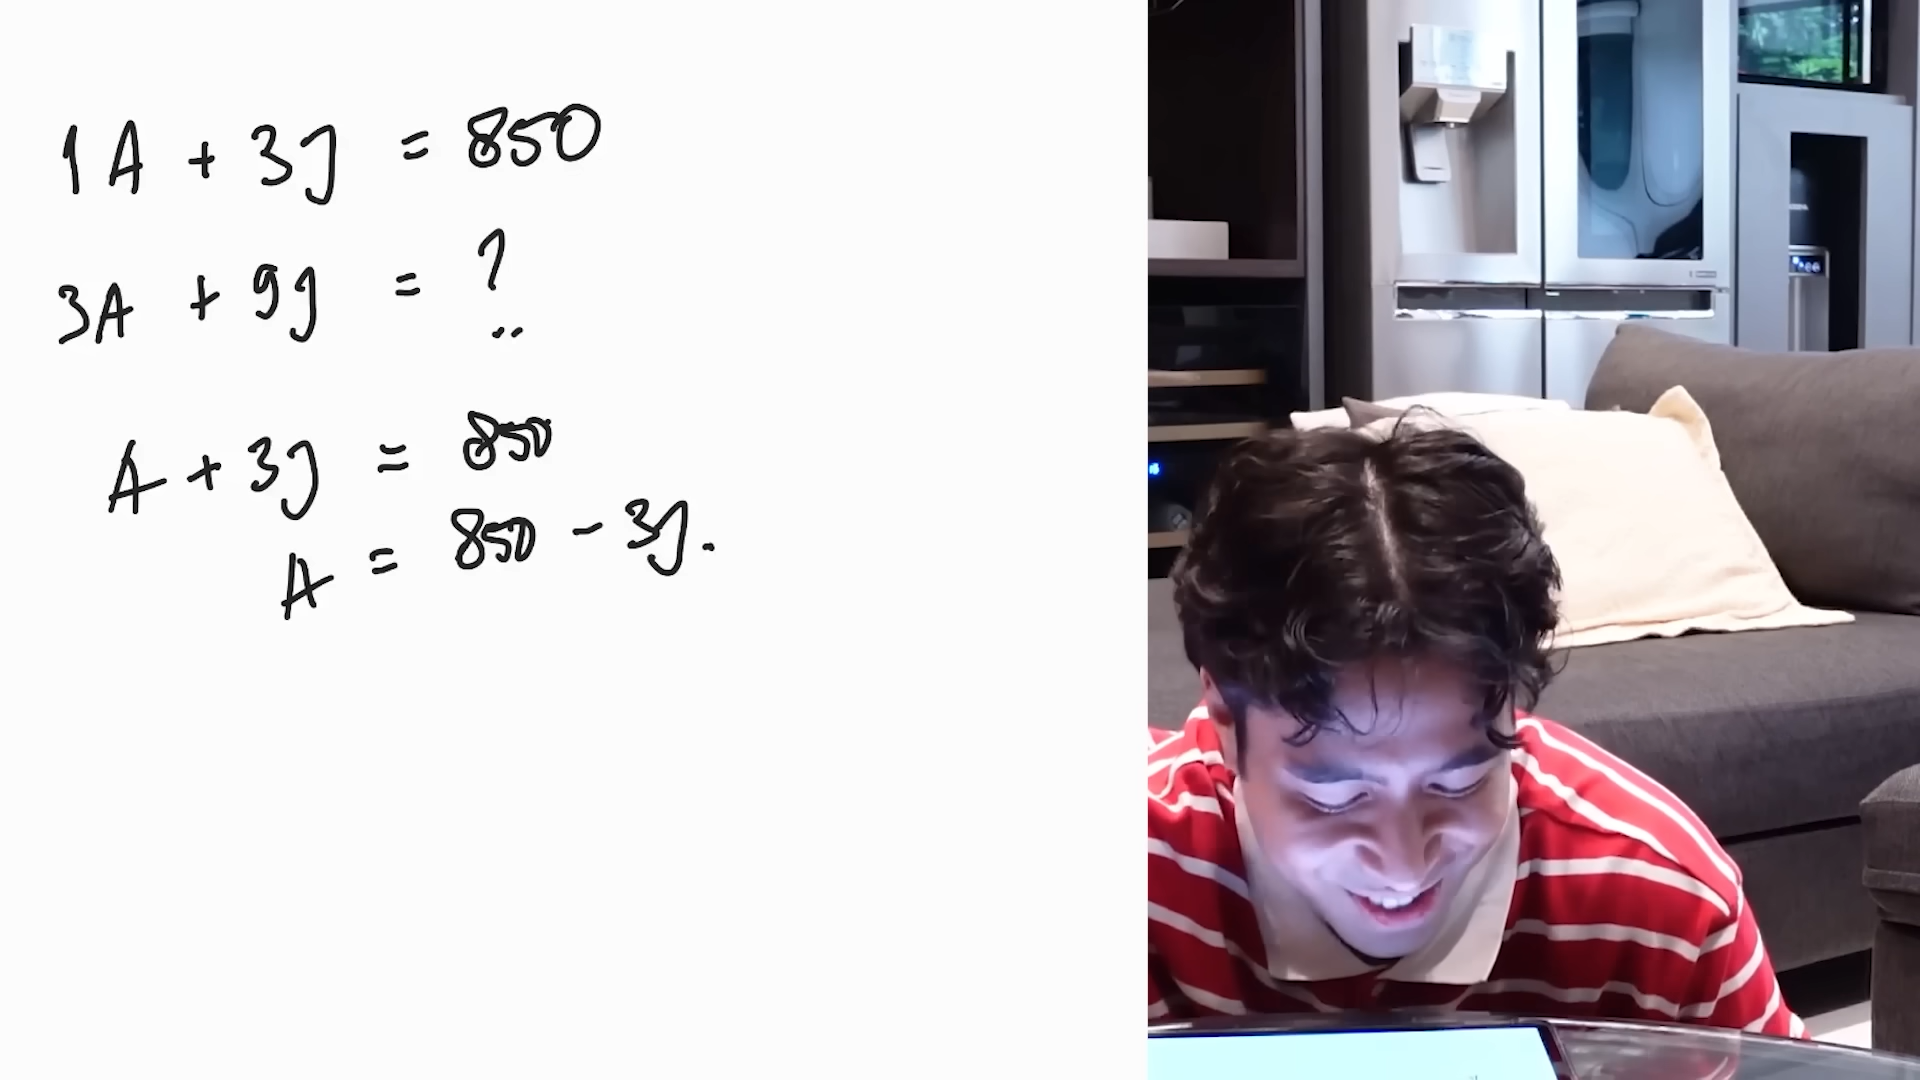 1A + 3J = 850
3A + 9J = ?
..
A + 3J = 850
A = 850 - 3J.